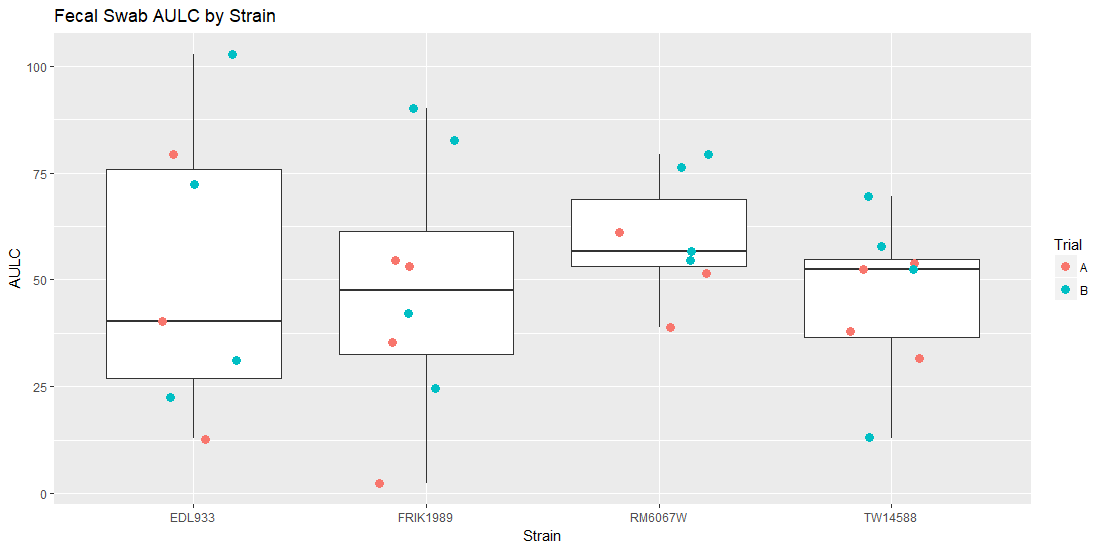 Fecal Swab AULC by Strain
100
75
50
25
0
AULC
EDL933
FRIK1989
RM6067W
TW14588
Strain
Trial
A
B